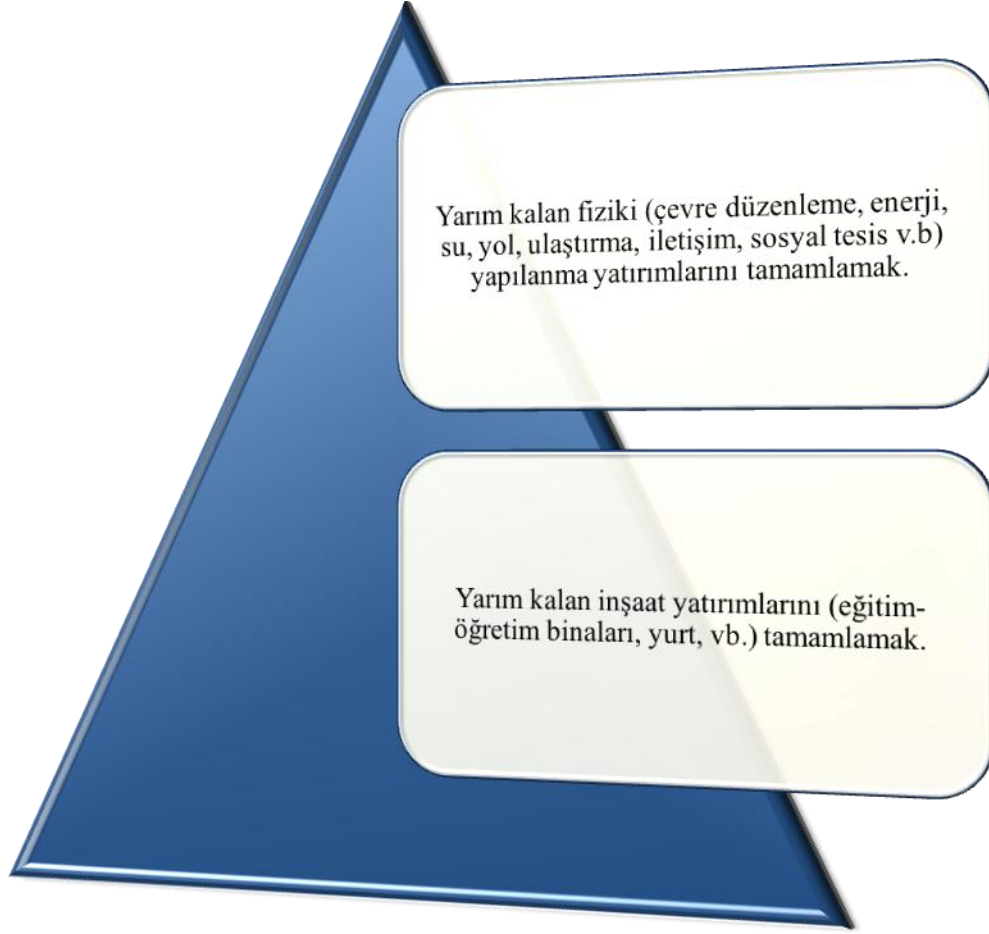 Yarım kalan fiziki (çevre düzenleme, enerji,
su, yol, ulaştırma, iletişim, sosyal tesis v.b)
yapılanma yatırımlarını tamamlamak.
Yarım kalan inşaat yatırımlarını (eğitim-
öğretim binaları, yurt, vb.) tamamlamak.